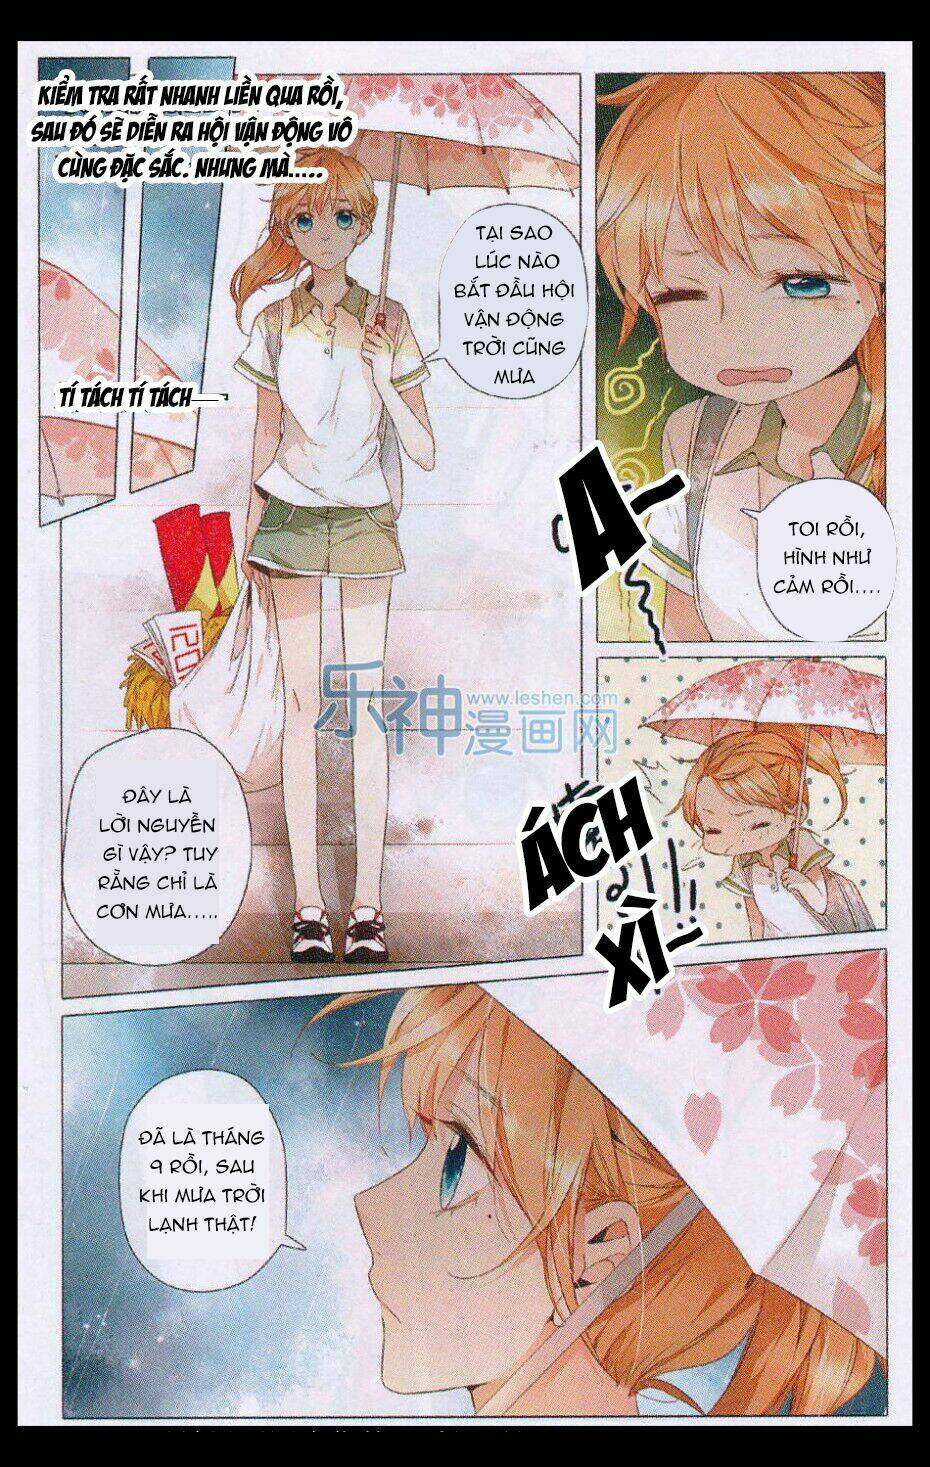 KIỂM TRA RẤT NHANH LIỀN QUA RỒI,
SAU ĐÓ SẼ DIỄN RA HỘI VẬN ĐỘNG VÔ
CÙNG ĐẶC SẮC. NHƯNG MÀ.....
TẠI SAO
LÚC NÀO
BẮT ĐẦU HỘI
VẬN ĐỘNG
TRỜI CŨNG
MƯA
TÍ TÁCH TÍ TÁCH—
120
ĐÂY LÀ
LỜI NGUYỀN
GÌ VẬY? TUY
RẰNG CHỈ LÀ
CƠN MƯA.....
A~
TOI RỒI,
HÌNH NHƯ
CẢM RỒI....
乐神漫画网
www.leshen.com
ÁCH
XÌ~
ĐÃ LÀ THÁNG
9 RỒI, SAU
KHI MƯA TRỜI
LẠNH THẬT!